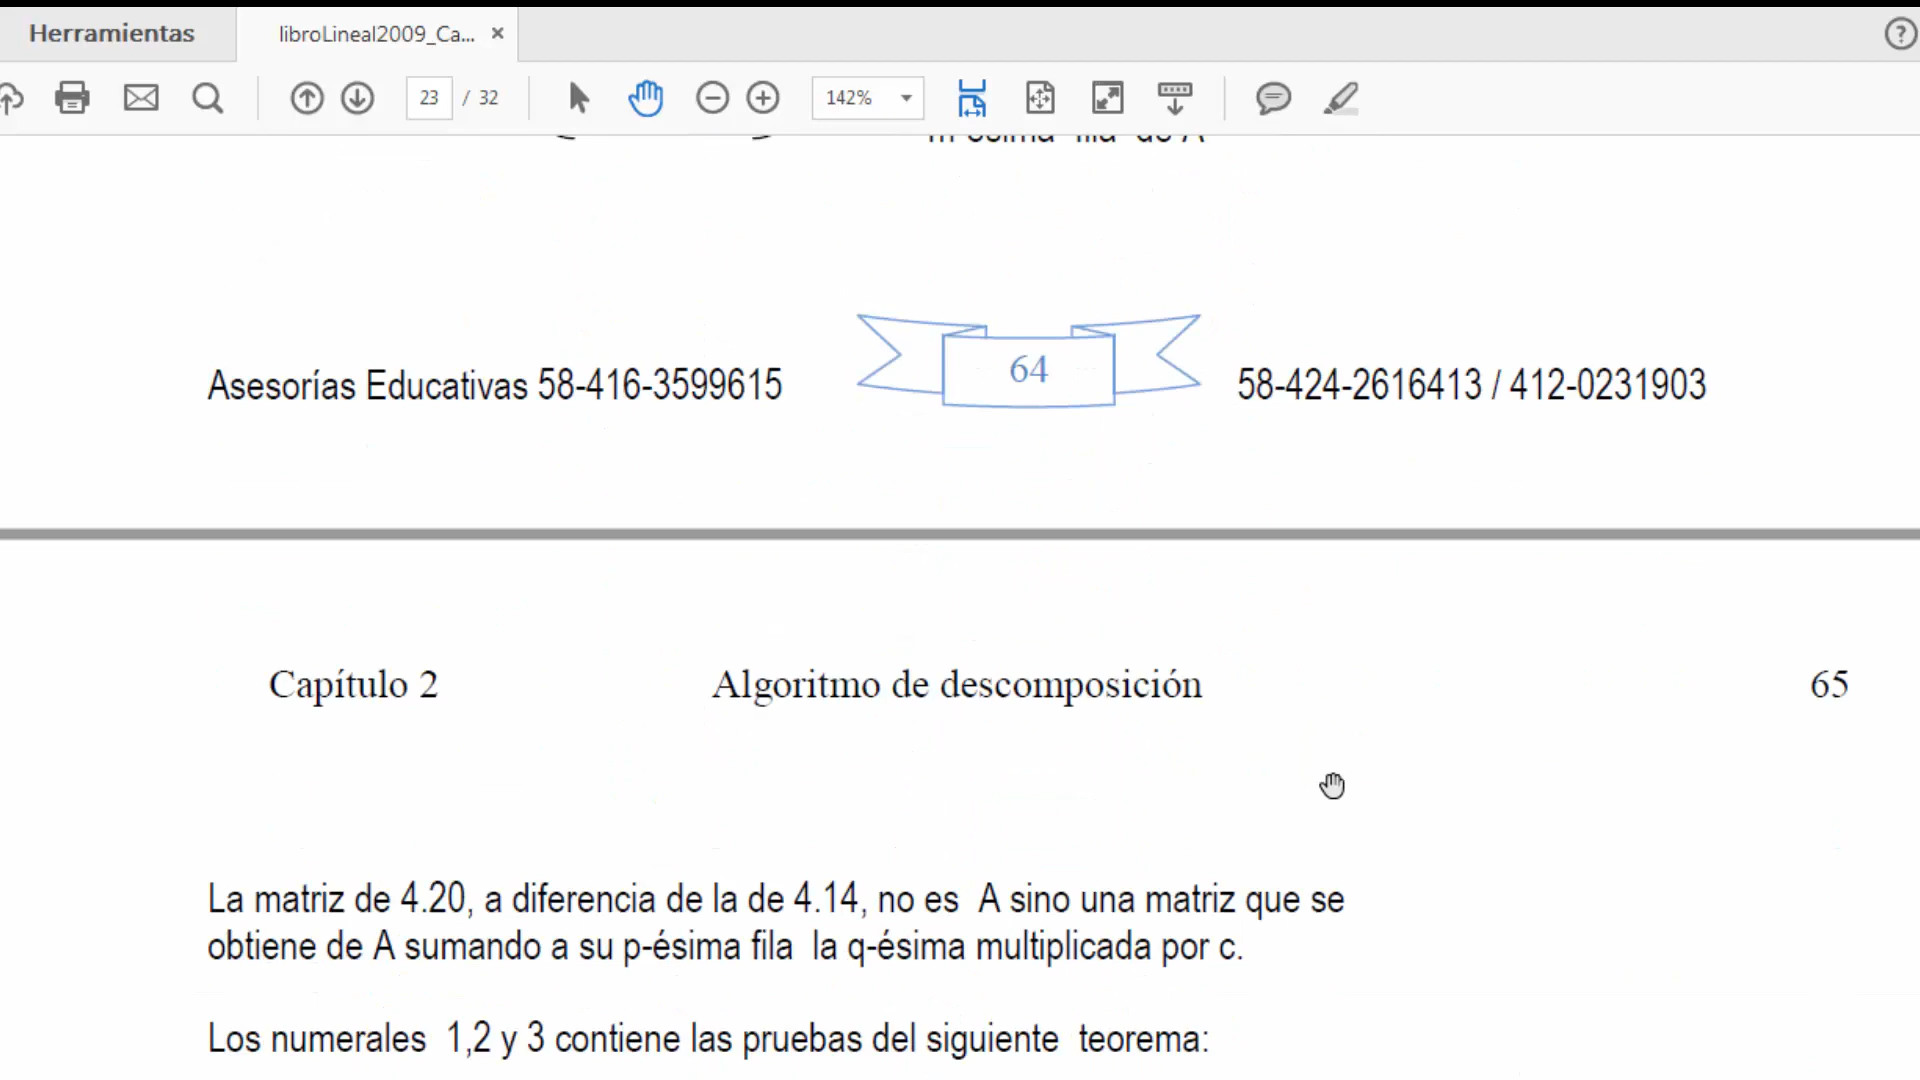 Herramientas
libroLineal2009_Ca...
23 / 32
142%
m-ésima fila de A
Asesorías Educativas 58-416-3599615
64
58-424-2616413 / 412-0231903
Capítulo 2
Algoritmo de descomposición
65
La matriz de 4.20, a diferencia de la de 4.14, no es A sino una matriz que se
obtiene de A sumando a su p-ésima fila la q-ésima multiplicada por c.
Los numerales 1,2 y 3 contiene las pruebas del siguiente teorema: